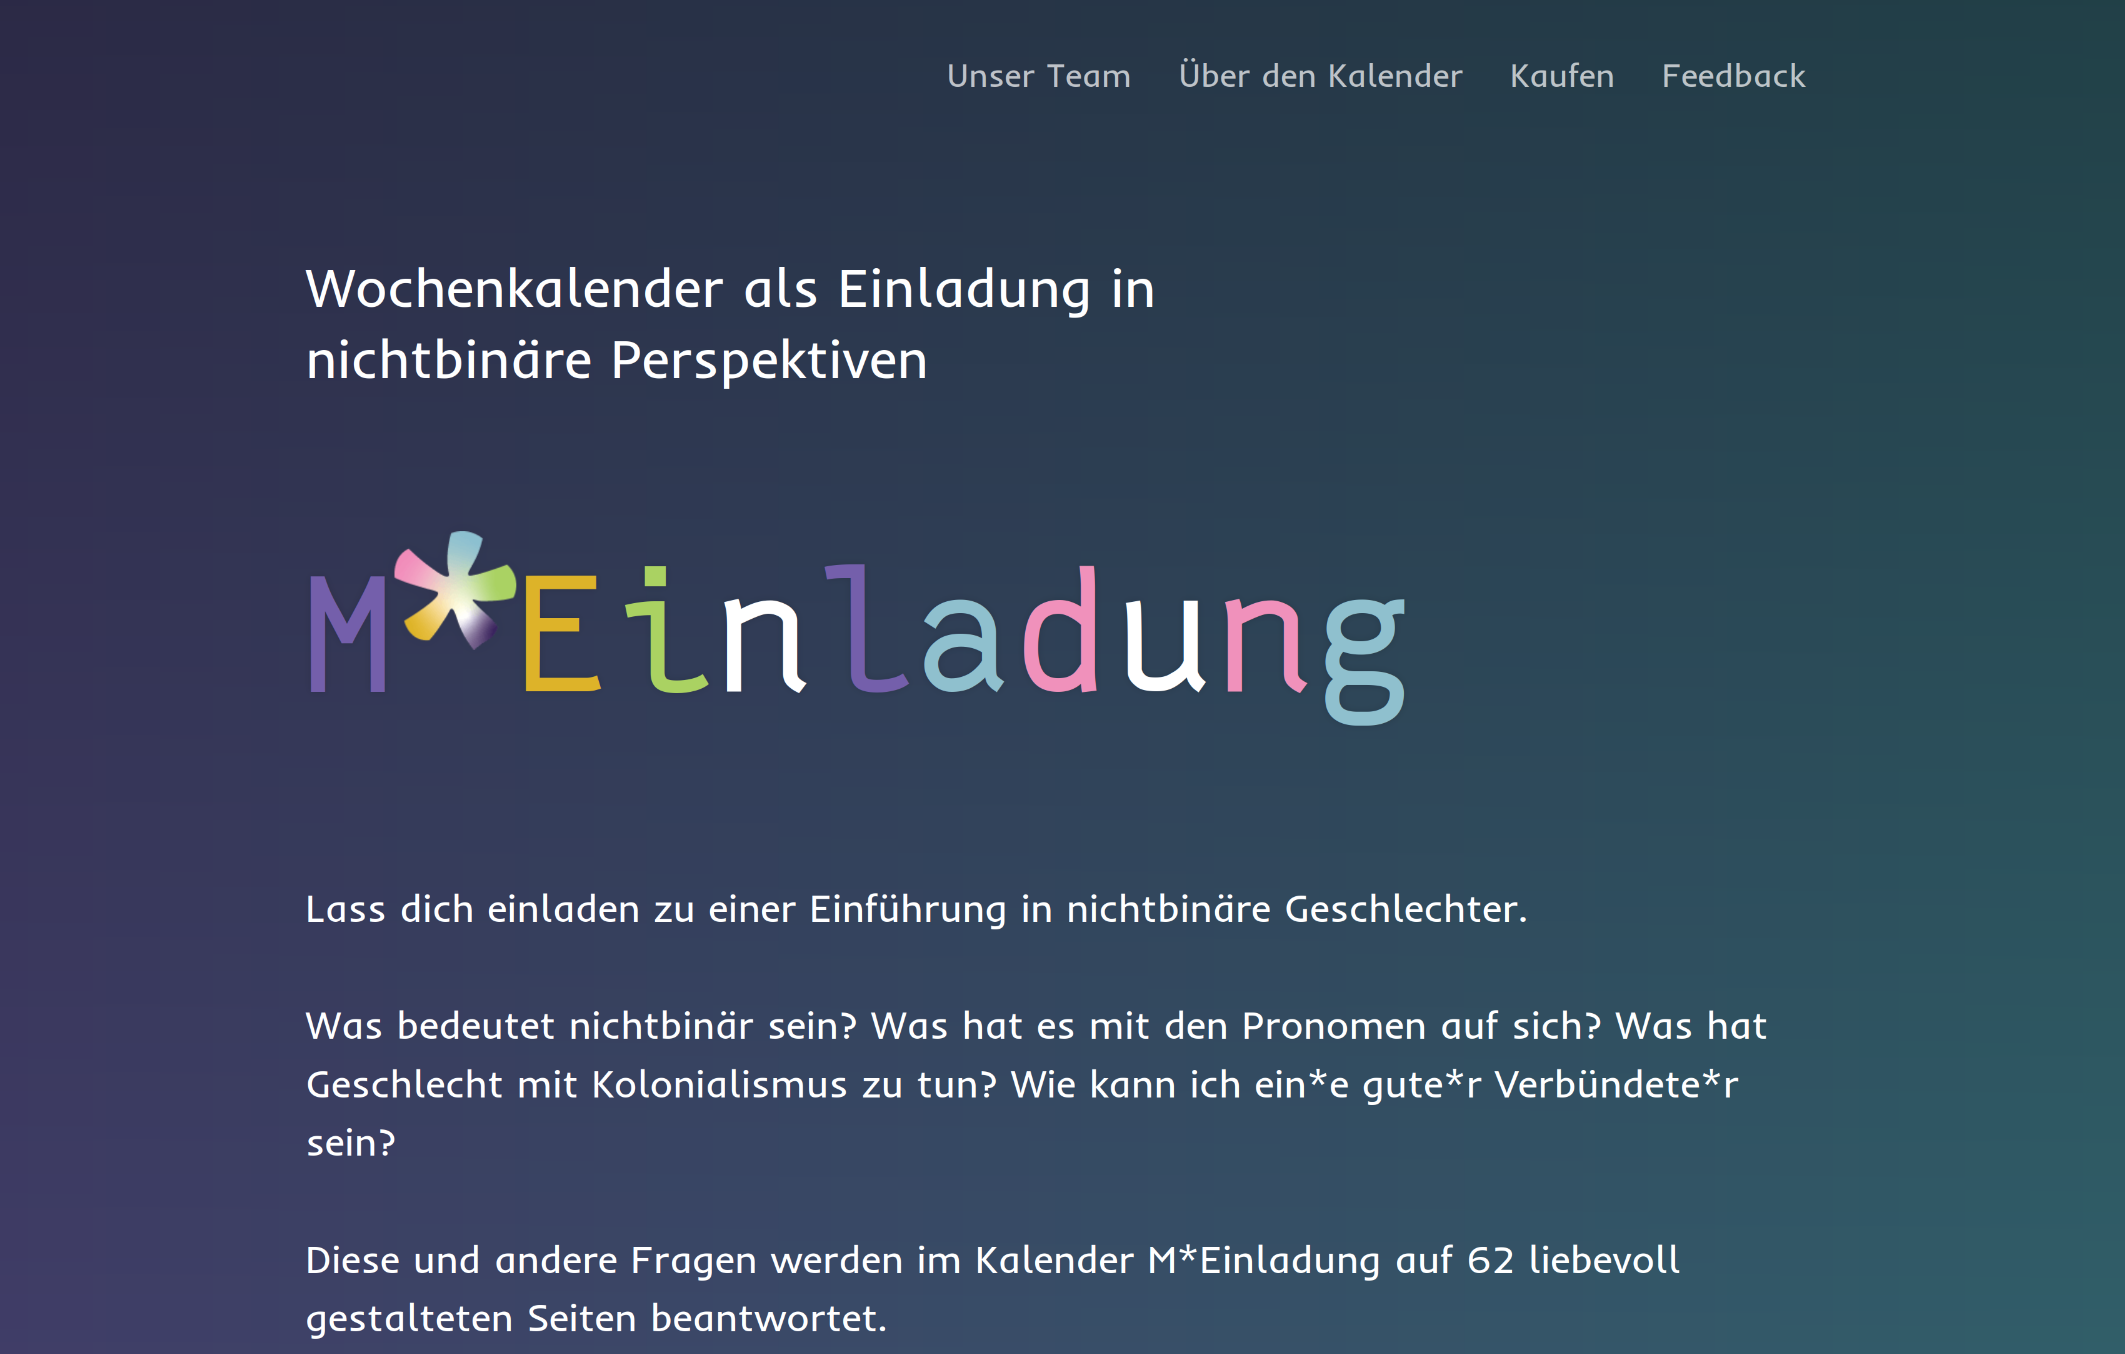 Unser Team Über den Kalender Kaufen Feedback
Wochenkalender als Einladung in
nichtbinäre Perspektiven
M*Einladung
Lass dich einladen zu einer Einführung in nichtbinäre Geschlechter.
Was bedeutet nichtbinär sein? Was hat es mit den Pronomen auf sich? Was hat
Geschlecht mit Kolonialismus zu tun? Wie kann ich ein*e gute*r Verbündete*r
sein?
Diese und andere Fragen werden im Kalender M*Einladung auf 62 liebevoll
gestalteten Seiten beantwortet.